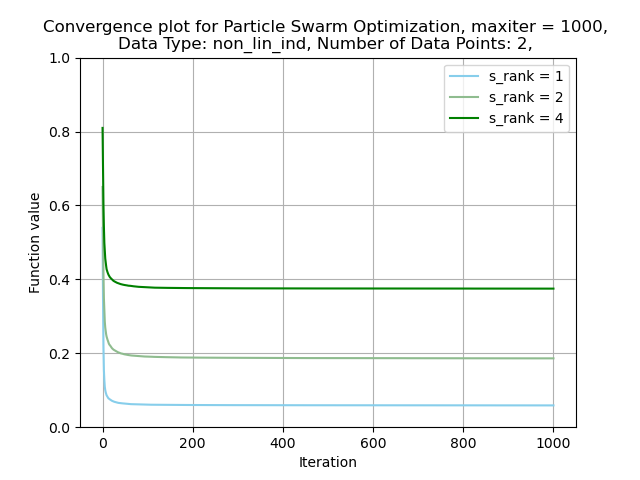 Convergence plot for Particle Swarm Optimization, maxiter = 1000,
Data Type: non_lin_ind, Number of Data Points: 2,
s_rank = 1
s_rank = 2
s_rank = 4
Function value
1.0
0.8
0.6
0.4
0.2
0.0
0 200 400 600 800 1000
Iteration